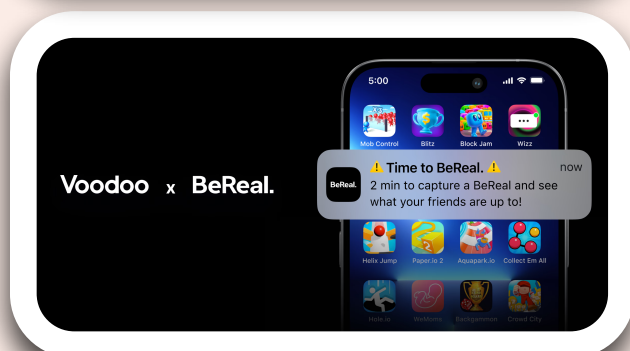 Voodoo x BeReal.
5:00
Mob Control
Blitz
Block Jam
Wizz
BeReal.
⚠️ Time to BeReal. ⚠️
now
2 min to capture a BeReal and see
what your friends are up to!
Helix Jump
Paper.io 2
Aquapark.io
Collect Em All
Hole.io
WeMoms
Backgammon
Crowd City